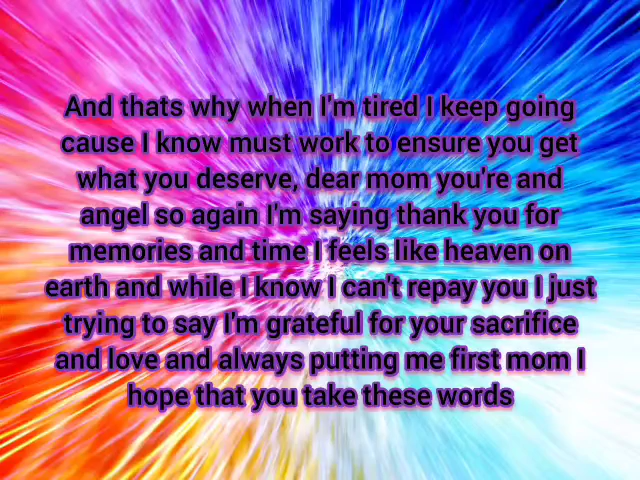 And thats why when I'm tired I keep going
cause I know must work to ensure you get
what you deserve, dear mom you're and
angel so again I'm saying thank you for
memories and time I feels like heaven on
earth and while I know I can't repay you I just
trying to say I'm grateful for your sacrifice
and love and always putting me first mom I
hope that you take these words